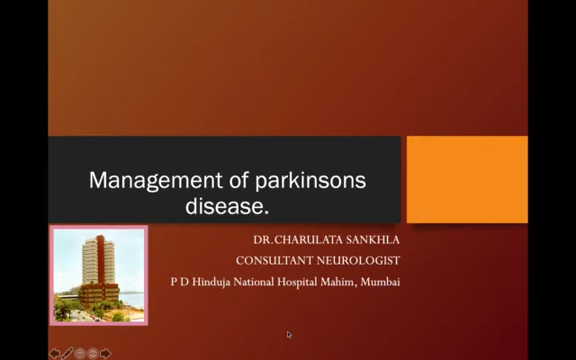 Management of parkinsons
disease.
DR.CHARULATA SANKHLA
CONSULTANT NEUROLOGIST
P D Hinduja National Hospital Mahim, Mumbai